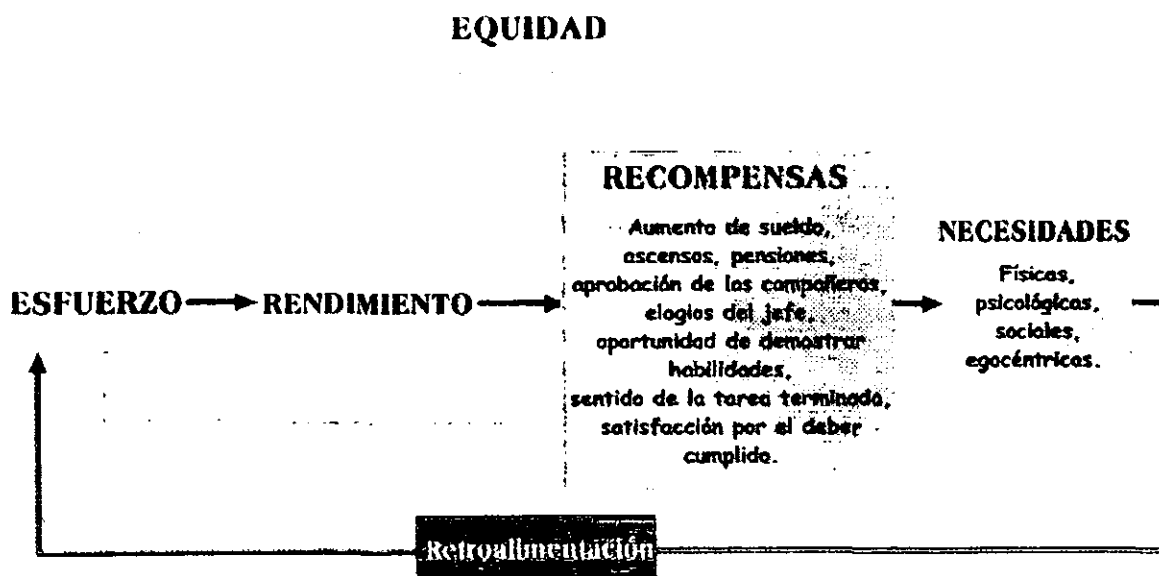 EQUIDAD
RECOMPENSAS
Aumento de sueldo,
ascensos, pensiones,
aprobación de los compañeros,
elogios del jefe,
oportunidad de demostrar
habilidades,
sentido de la tarea terminada,
satisfacción por el deber
cumplido.
NECESIDADES
Físicas,
psicológicas,
sociales,
egocéntricas.
ESFUERZO
RENDIMIENTO
Retroalimentación